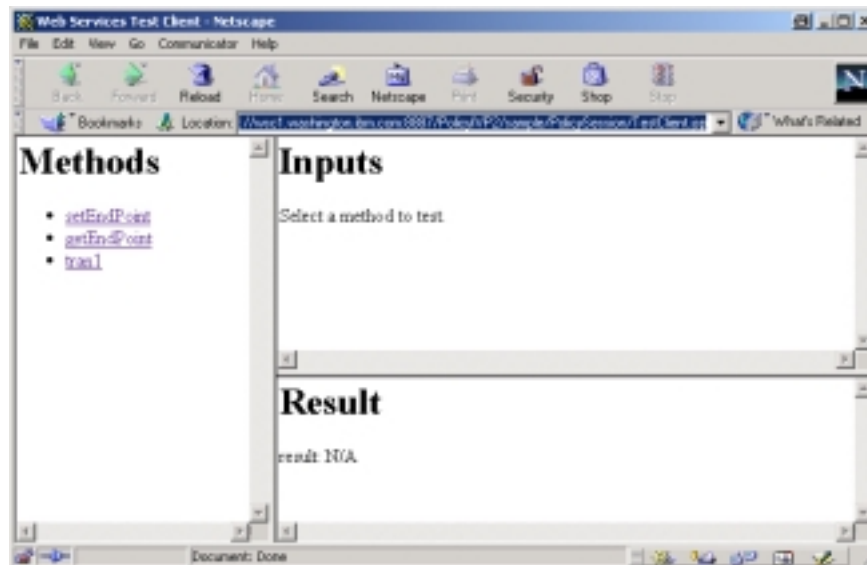 Web Services Test Client - Netscape
File Edit View Go Communicator Help
Back Forward Reload Home Search Netscape Print Security Shop Stop
Bookmarks Location: What's Related
Methods
setEndPoint
getEndPoint
tran1
Inputs
Select a method to test
Result
result: N/A
Document: Done